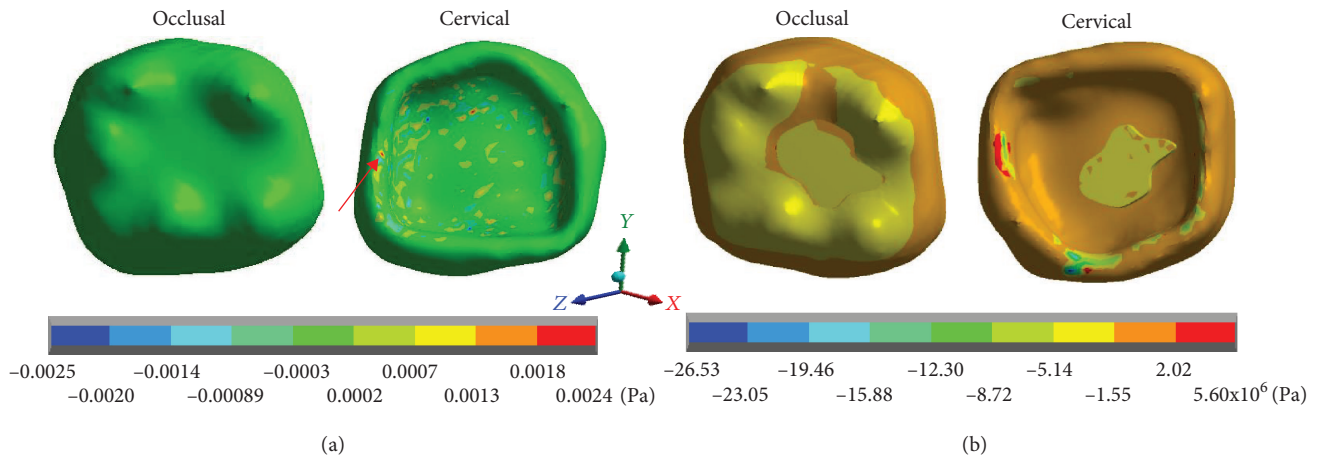 Occlusal
Cervical
Occlusal
Cervical
Y
Z
X
−0.0025 −0.0014 −0.0003 0.0007 0.0018
−0.0020 −0.00089 0.0002 0.0013 0.0024 (Pa)
−26.53 −19.46 −12.30 −5.14 2.02
−23.05 −15.88 −8.72 −1.55 5.60x10⁶ (Pa)
(a)
(b)